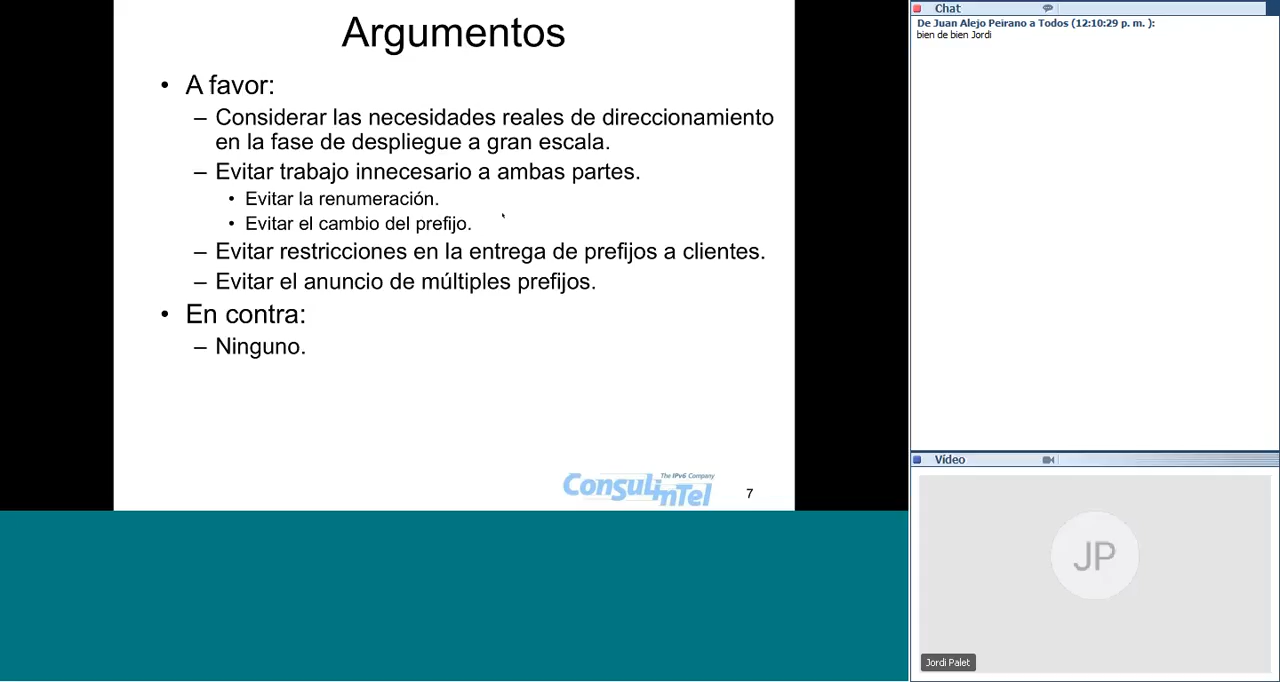 Argumentos
• A favor:
– Considerar las necesidades reales de direccionamiento
en la fase de despliegue a gran escala.
– Evitar trabajo innecesario a ambas partes.
• Evitar la renumeración.
• Evitar el cambio del prefijo.
– Evitar restricciones en la entrega de prefijos a clientes.
– Evitar el anuncio de múltiples prefijos.
• En contra:
– Ninguno.
The IPv6 Company
Consulintel
7
Chat
De Juan Alejo Peirano a Todos (12:10:29 p. m. ):
bien de bien Jordi
Vídeo
JP
Jordi Palet